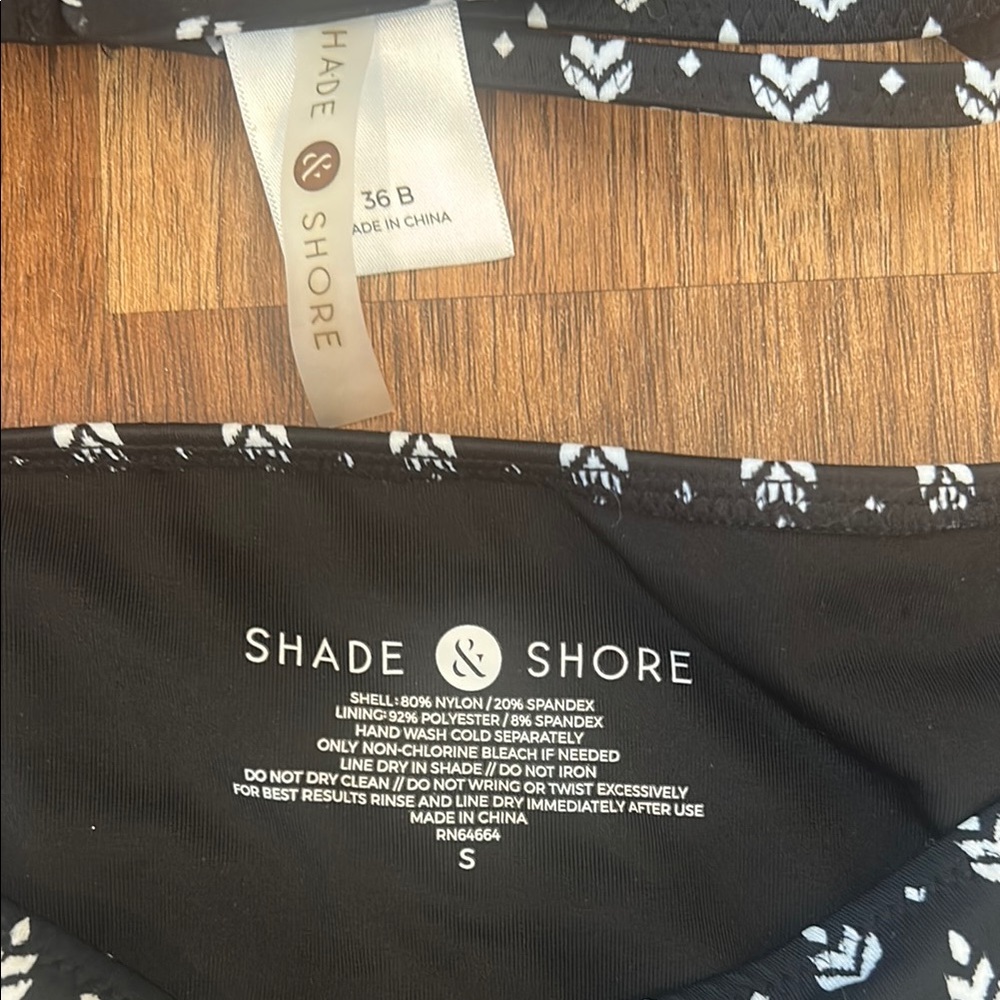 HADE & SHORE
36 B
ADE IN CHINA
SHADE & SHORE
SHELL: 80% NYLON / 20% SPANDEX
LINING: 92% POLYESTER / 8% SPANDEX
HAND WASH COLD SEPARATELY
ONLY NON-CHLORINE BLEACH IF NEEDED
LINE DRY IN SHADE // DO NOT IRON
DO NOT DRY CLEAN // DO NOT WRING OR TWIST EXCESSIVELY
FOR BEST RESULTS RINSE AND LINE DRY IMMEDIATELY AFTER USE
MADE IN CHINA
RN64664
S